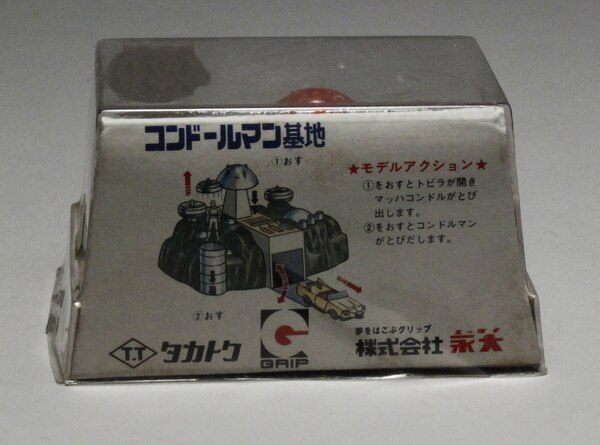 コンドールマン基地
①おす
★モデルアクション★
①をおすとトビラが開き
マッハコンドルがとび
出します。
②をおすとコンドルマン
がとびだします。
②おす
T.T タカトク
GRIP
夢をはこぶグリップ
株式会社 永大
エーダイ